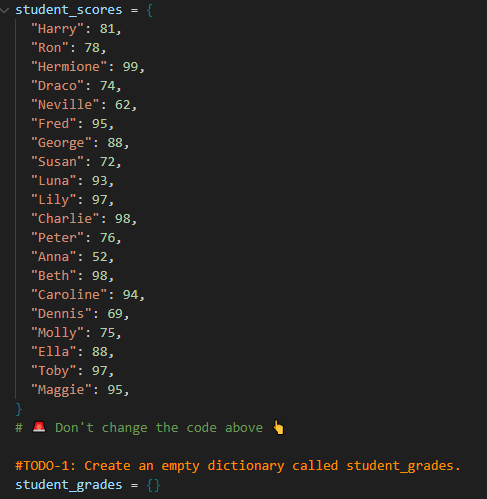 student_scores = {
  "Harry": 81,
  "Ron": 78,
  "Hermione": 99,
  "Draco": 74,
  "Neville": 62,
  "Fred": 95,
  "George": 88,
  "Susan": 72,
  "Luna": 93,
  "Lily": 97,
  "Charlie": 98,
  "Peter": 76,
  "Anna": 52,
  "Beth": 98,
  "Caroline": 94,
  "Dennis": 69,
  "Molly": 75,
  "Ella": 88,
  "Toby": 97,
  "Maggie": 95,
}
# 🚨 Don't change the code above 👆
#TODO-1: Create an empty dictionary called student_grades.
student_grades = {}